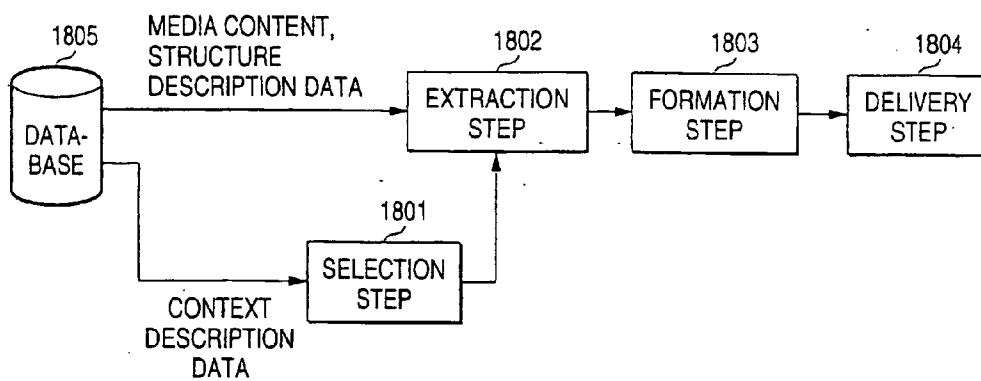 1805
MEDIA CONTENT,
STRUCTURE
DESCRIPTION DATA
1802
1803
1804
DATA-
BASE
EXTRACTION
STEP
FORMATION
STEP
DELIVERY
STEP
1801
SELECTION
STEP
CONTEXT
DESCRIPTION
DATA